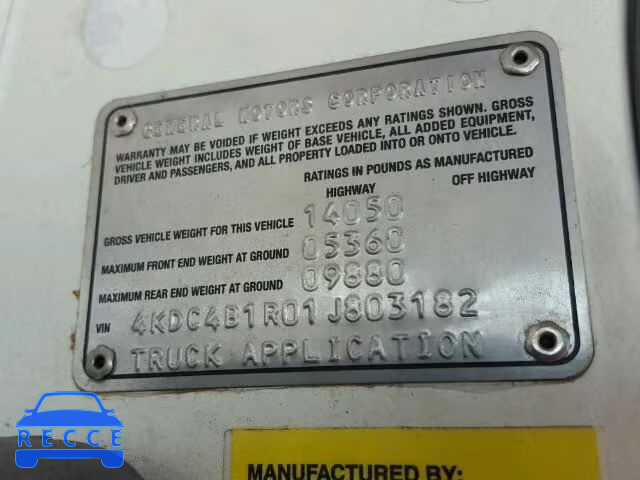 GENERAL MOTORS CORPORATION
WARRANTY MAY BE VOIDED IF WEIGHT EXCEEDS ANY RATINGS SHOWN. GROSS
VEHICLE WEIGHT INCLUDES WEIGHT OF BASE VEHICLE, ALL ADDED EQUIPMENT,
DRIVER AND PASSENGERS, AND ALL PROPERTY LOADED INTO OR ONTO VEHICLE.
RATINGS IN POUNDS AS MANUFACTURED
HIGHWAY OFF HIGHWAY
GROSS VEHICLE WEIGHT FOR THIS VEHICLE 14050
MAXIMUM FRONT END WEIGHT AT GROUND 05360
MAXIMUM REAR END WEIGHT AT GROUND 09880
VIN 4KDC4B1R01J803182
TRUCK APPLICATION
MANUFACTURED BY:
RECCE